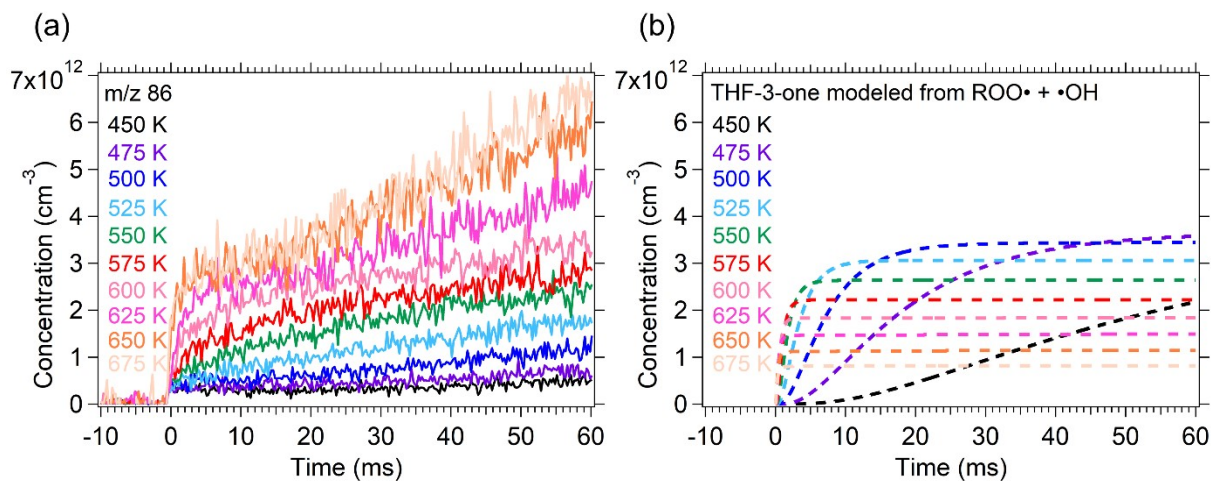 (a)
7x10¹²
6
5
4
3
2
1
0
Concentration (cm⁻³)
m/z 86
450 K
475 K
500 K
525 K
550 K
575 K
600 K
625 K
650 K
675 K
-10 0 10 20 30 40 50 60
Time (ms)
(b)
7x10¹²
6
5
4
3
2
1
0
Concentration (cm⁻³)
THF-3-one modeled from ROO• + •OH
450 K
475 K
500 K
525 K
550 K
575 K
600 K
625 K
650 K
675 K
-10 0 10 20 30 40 50 60
Time (ms)